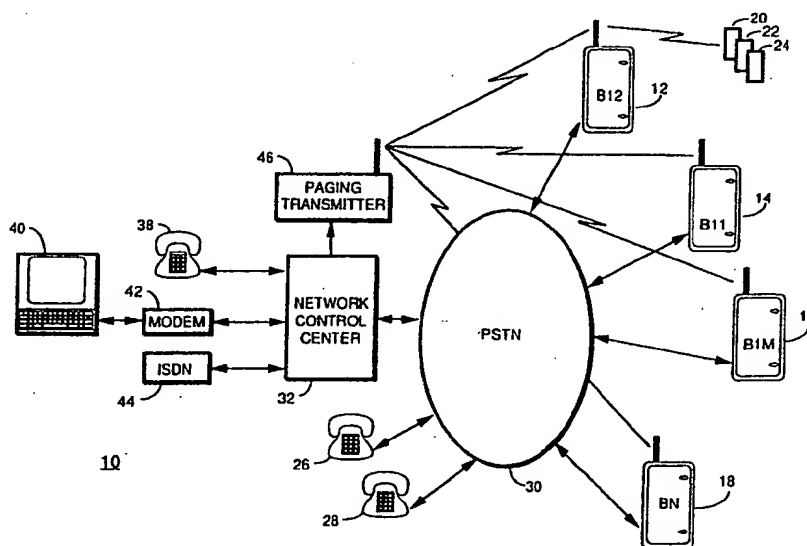 20
22
24
B12
12
46
PAGING
TRANSMITTER
B11
14
38
40
42
MODEM
NETWORK
CONTROL
CENTER
PSTN
B1M
ISDN
44
32
26
10
28
30
BN
18